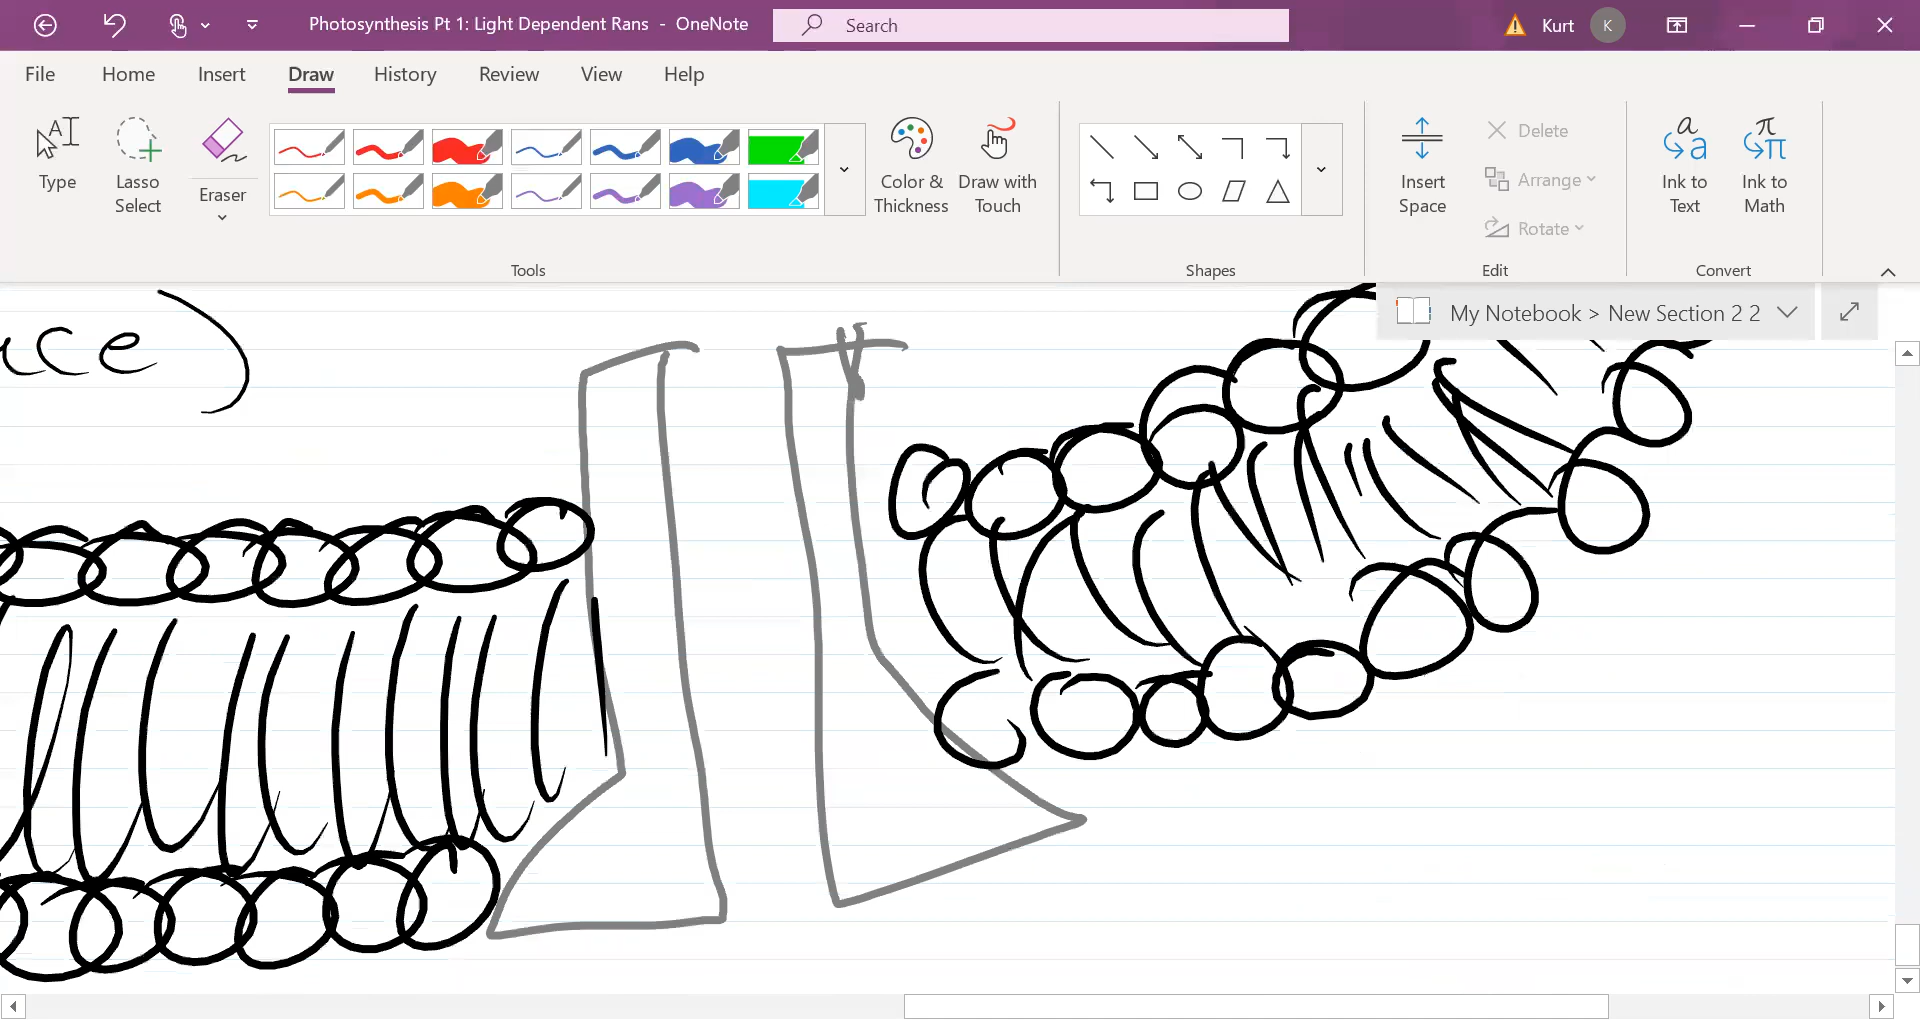 Photosynthesis Pt 1: Light Dependent Rans - OneNote
Search
Kurt
K
File
Home
Insert
Draw
History
Review
View
Help
Type
Lasso Select
Eraser
Color & Thickness
Draw with Touch
Insert Space
Delete
Arrange
Rotate
Ink to Text
Ink to Math
Tools
Shapes
Edit
Convert
My Notebook > New Section 2 2
ce)